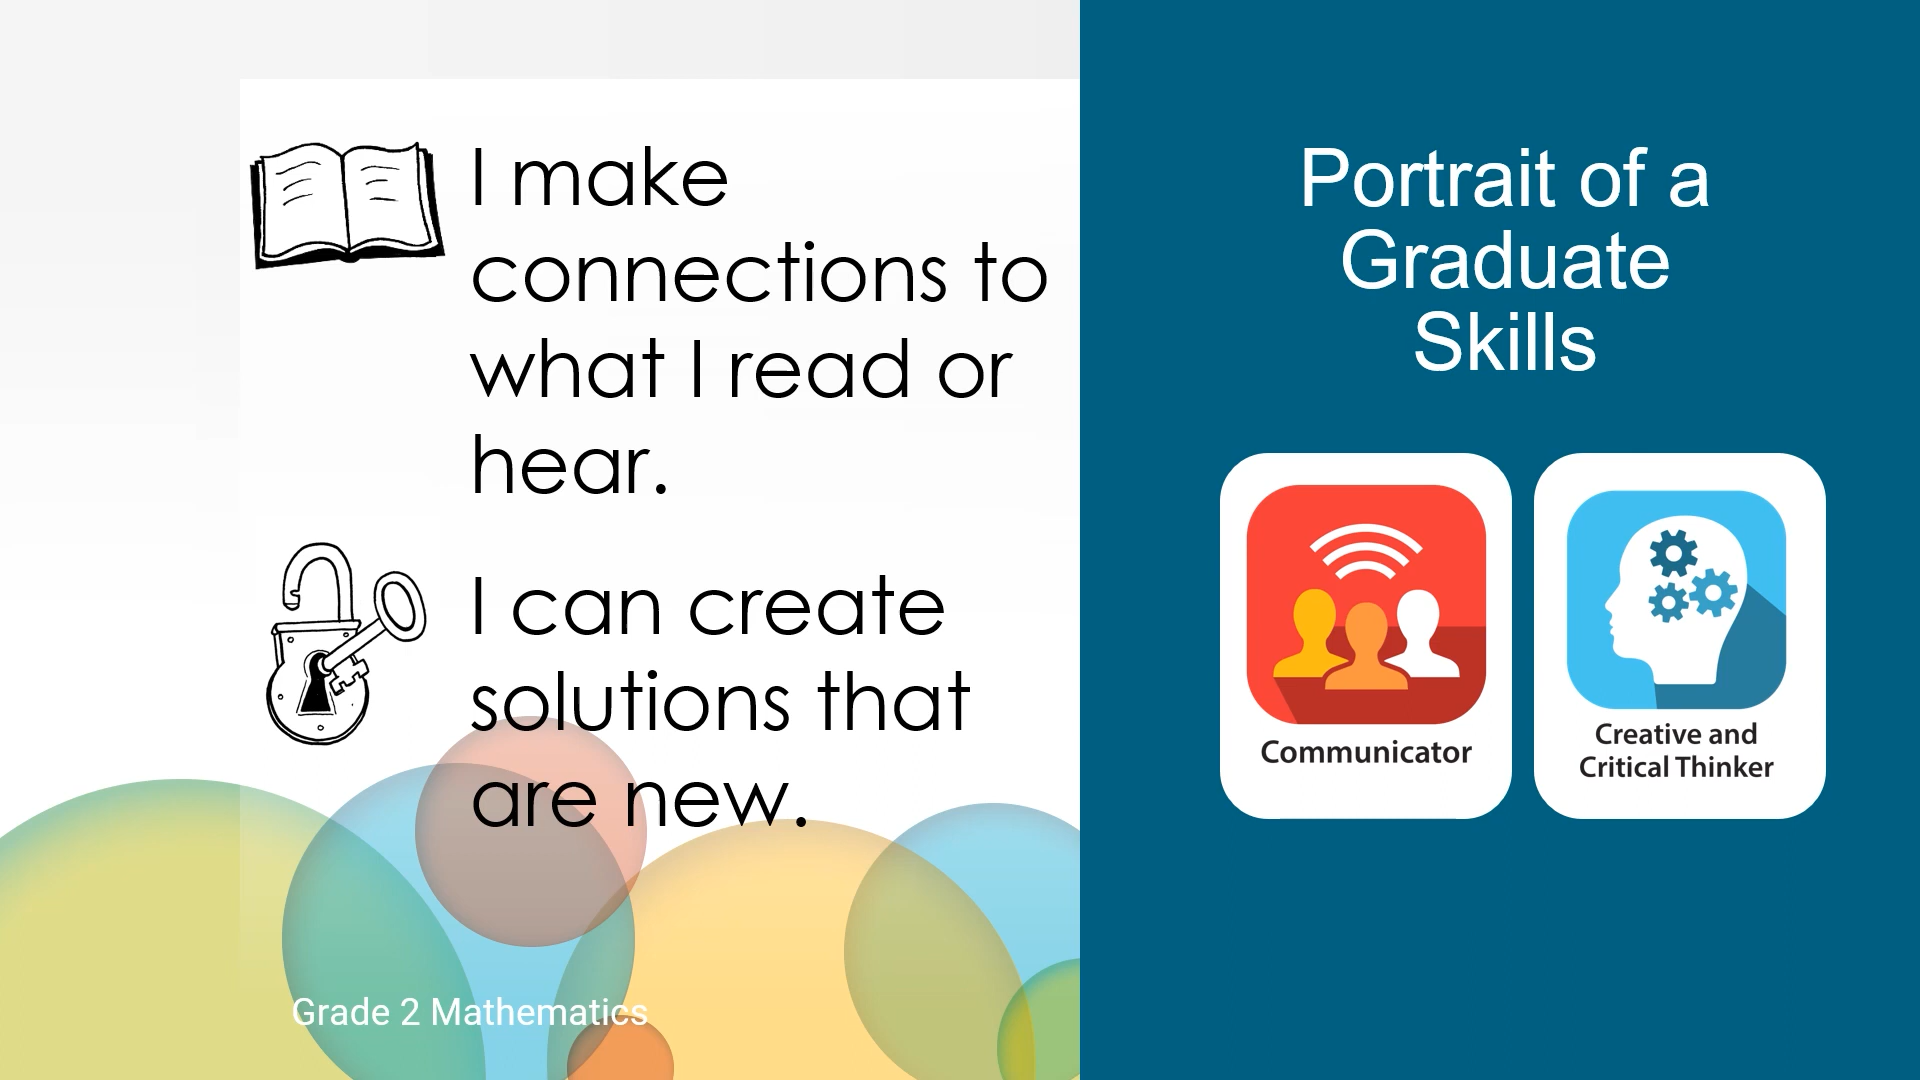 I make
connections to
what I read or
hear.
I can create
solutions that
are new.
Grade 2 Mathematics
Portrait of a
Graduate
Skills
Communicator
Creative and
Critical Thinker